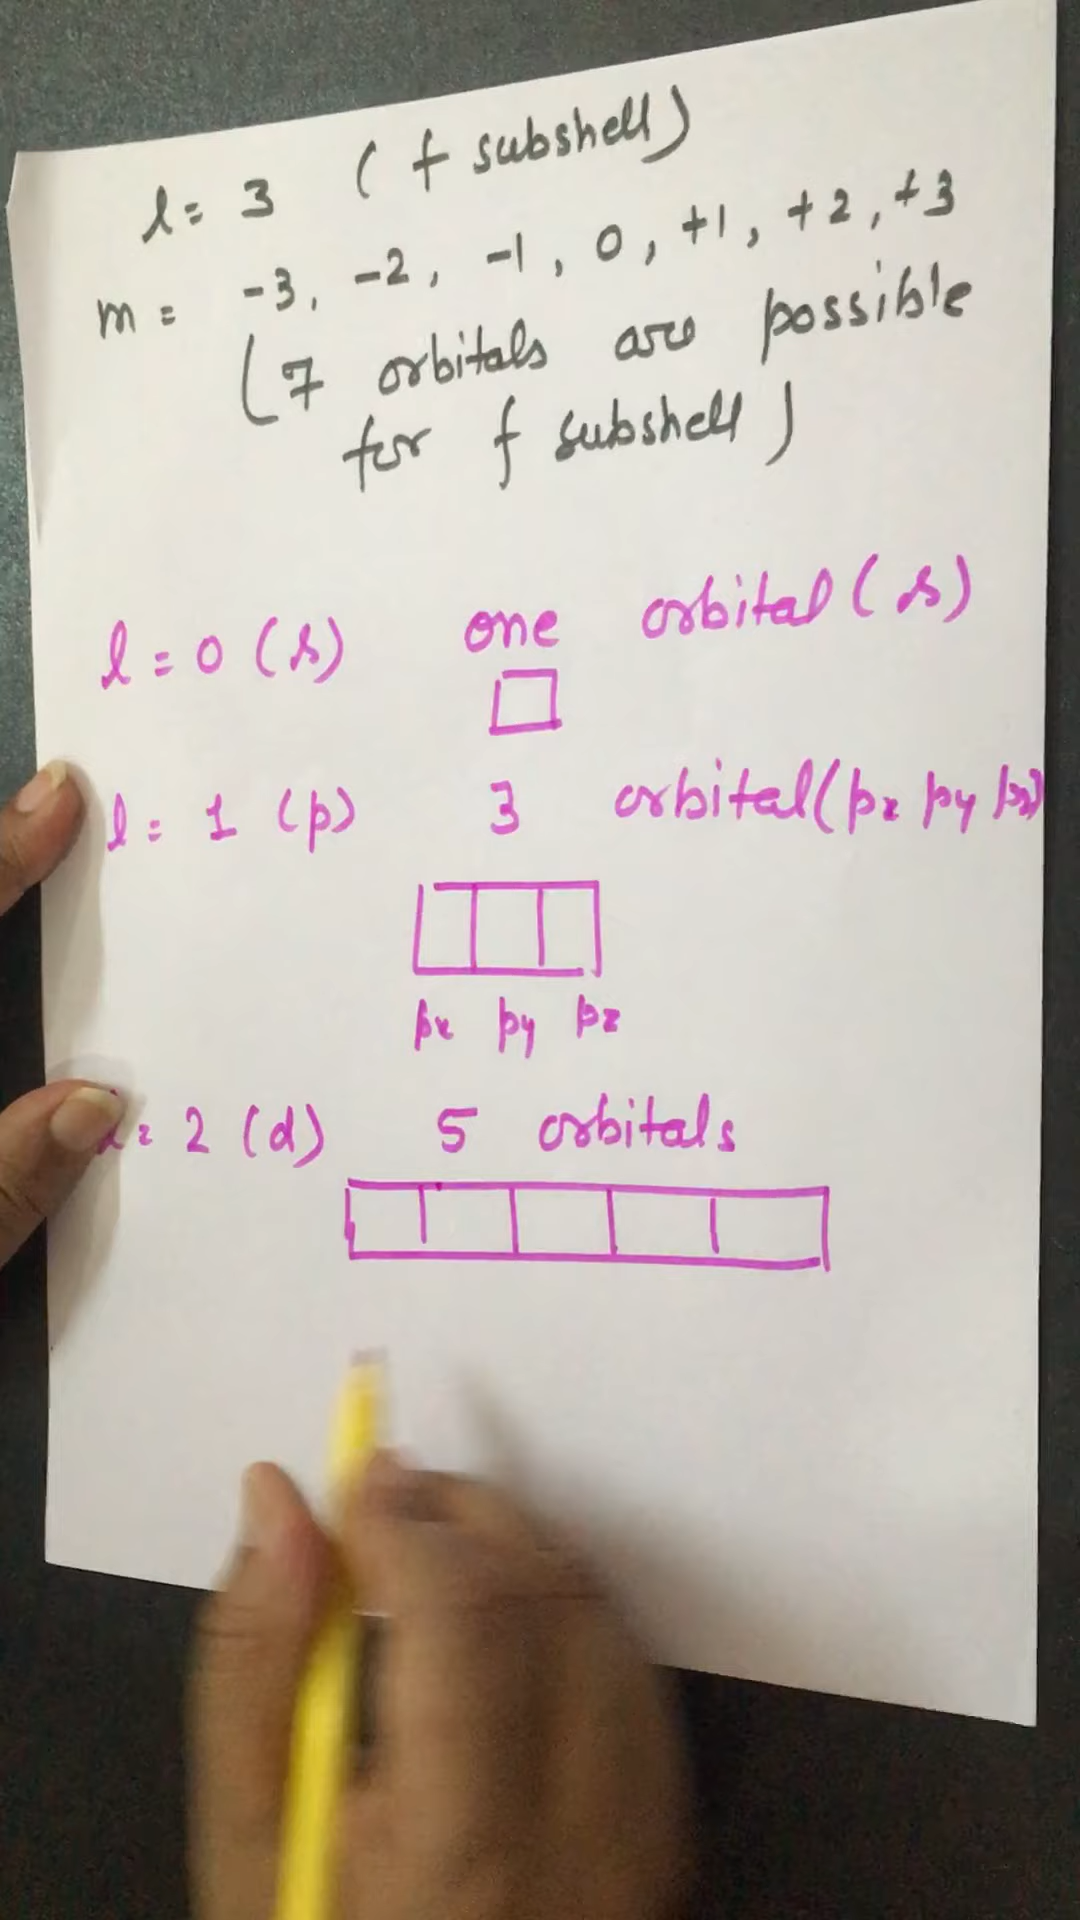 l = 3 (f subshell)
m = -3, -2, -1, 0, +1, +2, +3
(7 orbitals are possible
for f subshell)
l = 0 (s) one orbital (s)
l = 1 (p) 3 orbital (px py pz)
px py pz
l = 2 (d) 5 orbitals